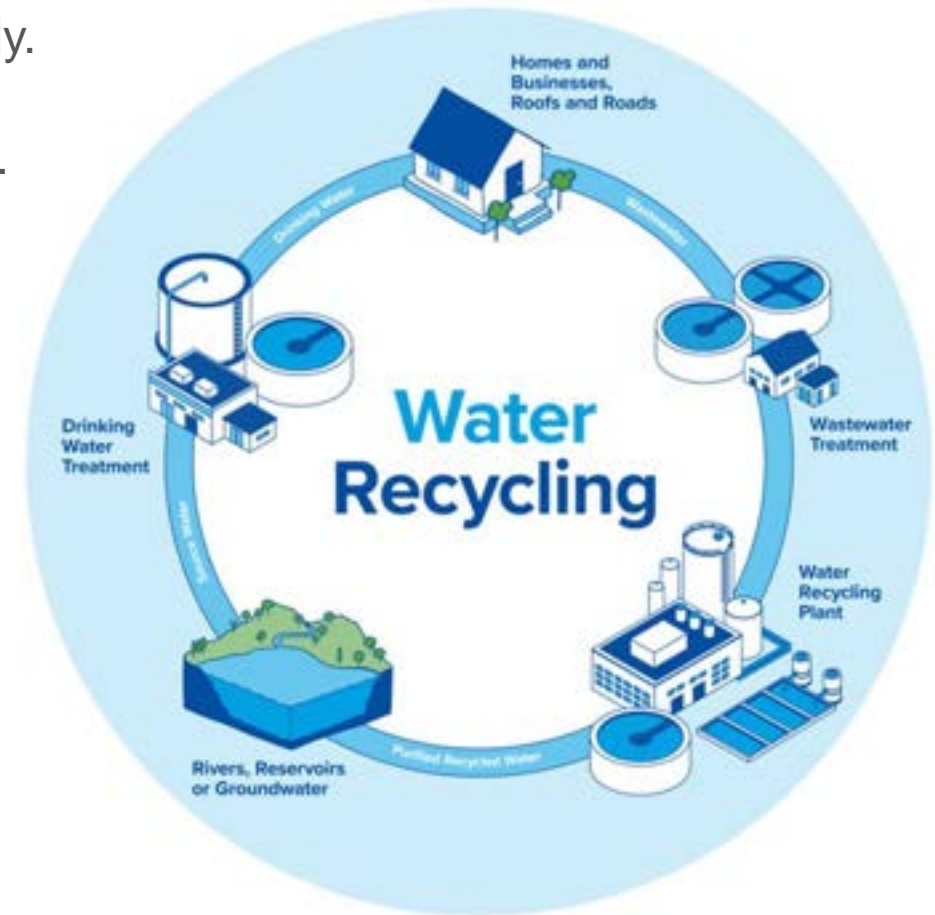 ly.
.
Homes and
Businesses,
Roofs and Roads
Drinking Water
Wastewater
Drinking
Water
Treatment
Water
Recycling
Wastewater
Treatment
Source Water
Water
Recycling
Plant
Purified Recycled Water
Rivers, Reservoirs
or Groundwater